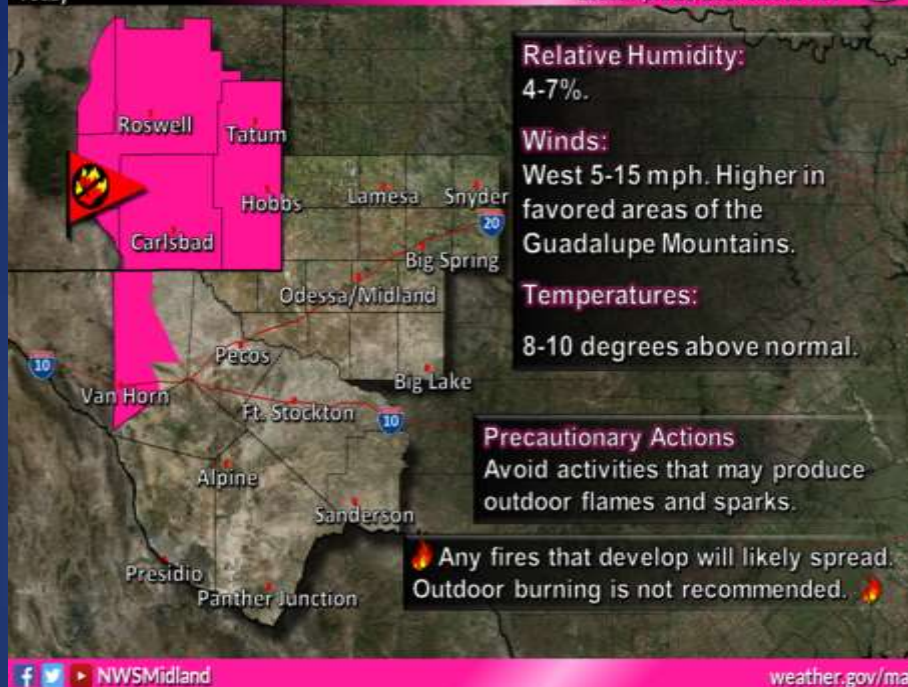 Relative Humidity:
4-7%.
Winds:
West 5-15 mph. Higher in
favored areas of the
Guadalupe Mountains.
Temperatures:
8-10 degrees above normal.
Roswell
Tatum
Hobbs
Lamesa
Snyder
20
Carlsbad
Big Spring
Odessa/Midland
Pecos
10
Van Horn
Big Lake
Ft. Stockton
10
Precautionary Actions
Avoid activities that may produce
outdoor flames and sparks.
Alpine
Sanderson
Any fires that develop will likely spread.
Outdoor burning is not recommended.
Presidio
Panther Junction
NWSMidland
weather.gov/ma